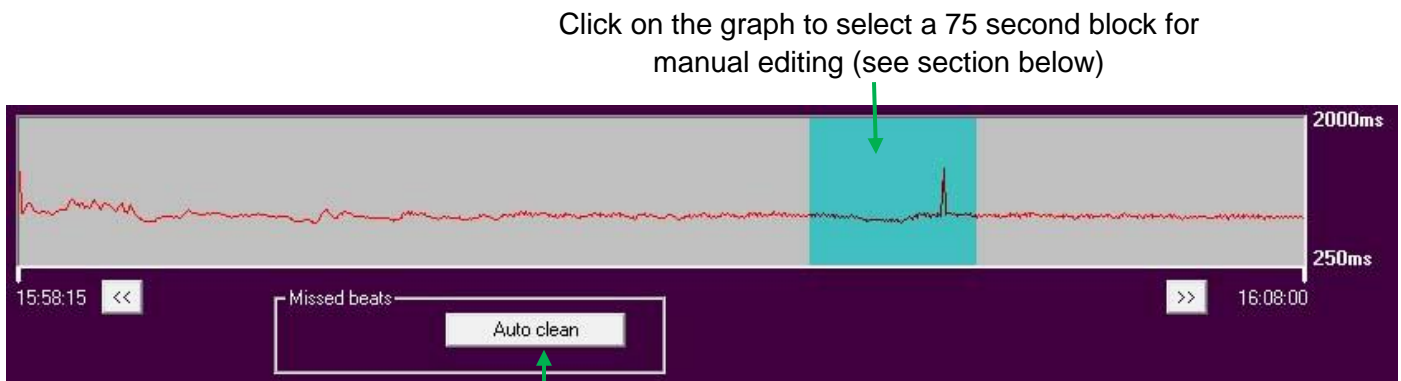 Click on the graph to select a 75 second block for
manual editing (see section below)
2000ms
250ms
15:58:15 << >> 16:08:00
Missed beats
Auto clean